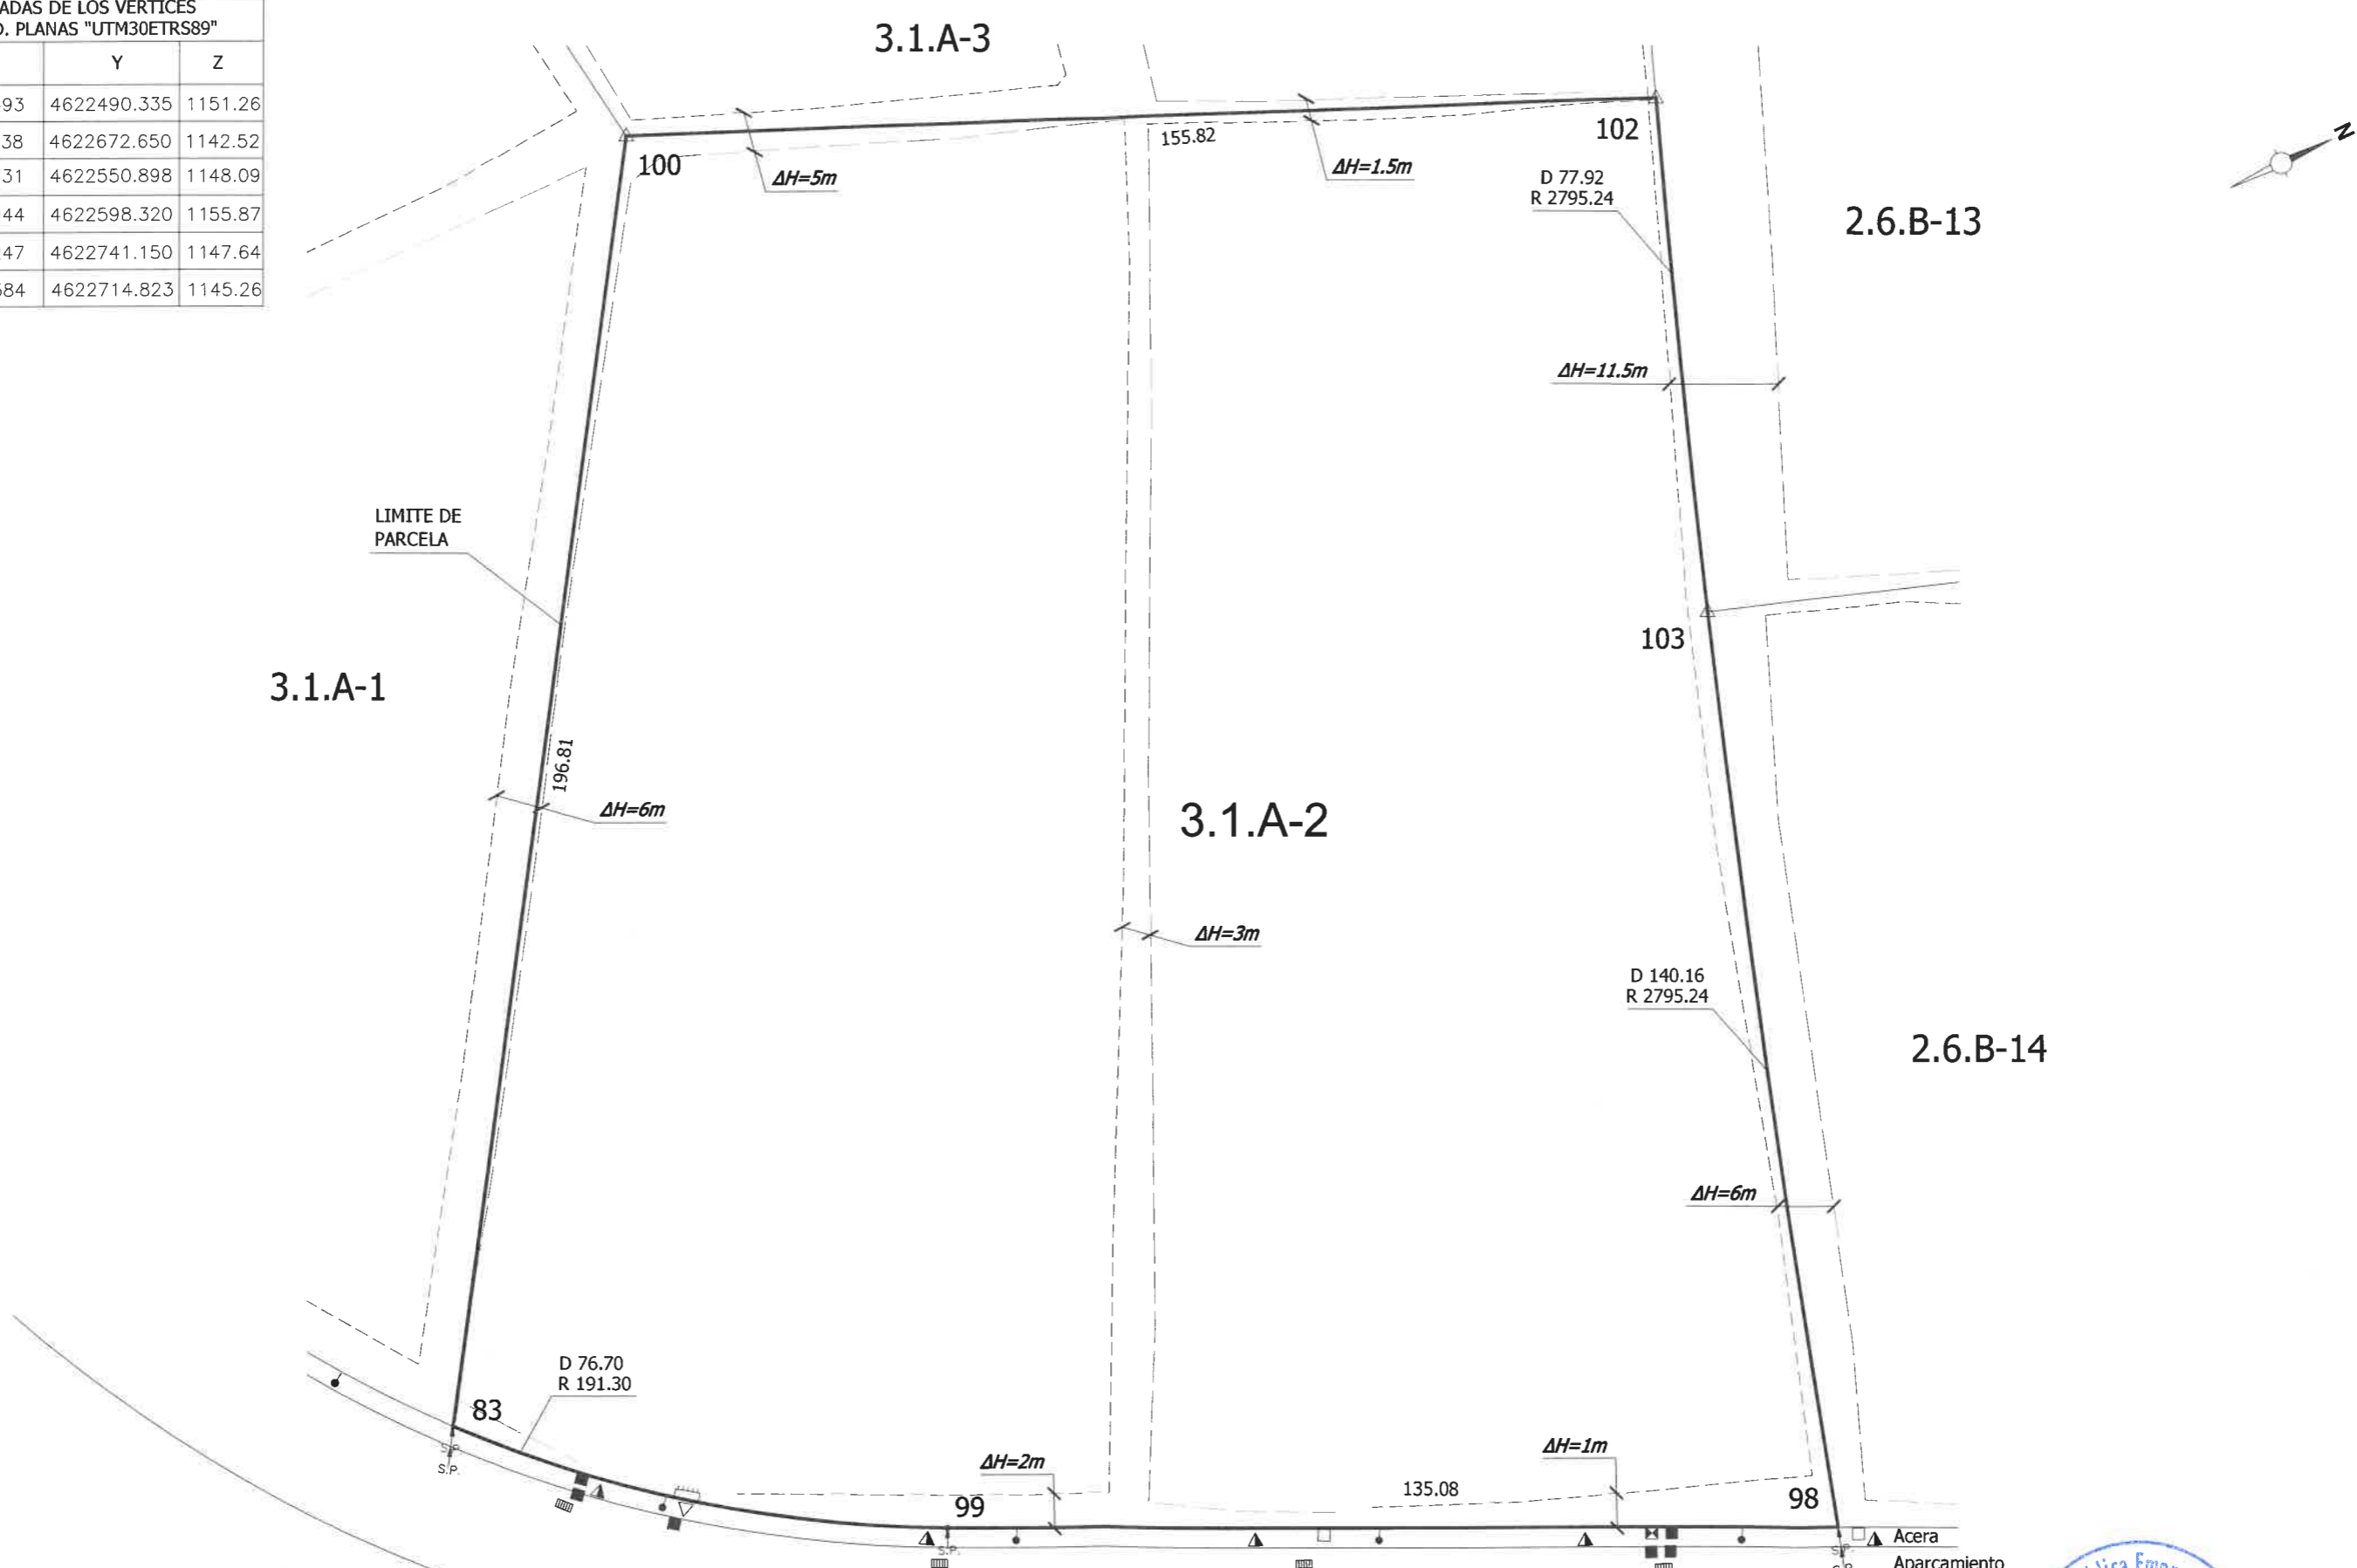 DE LOS VERTICES
PLANAS "UTM30ETRS89"
Y Z
93 4622490.335 1151.26
38 4622672.650 1142.52
31 4622550.898 1148.09
44 4622598.320 1155.87
47 4622741.150 1147.64
684 4622714.823 1145.26
3.1.A-3
155.82
102
100
ΔH=5m
ΔH=1.5m
D 77.92
R 2795.24
N
2.6.B-13
ΔH=11.5m
LIMITE DE
PARCELA
103
3.1.A-1
196.81
ΔH=6m
3.1.A-2
ΔH=3m
D 140.16
R 2795.24
2.6.B-14
ΔH=6m
D 76.70
R 191.30
83
S.P.
S.P.
ΔH=2m
ΔH=1m
135.08
99
98
S.P.
S.P.
Acera
Aparcamiento